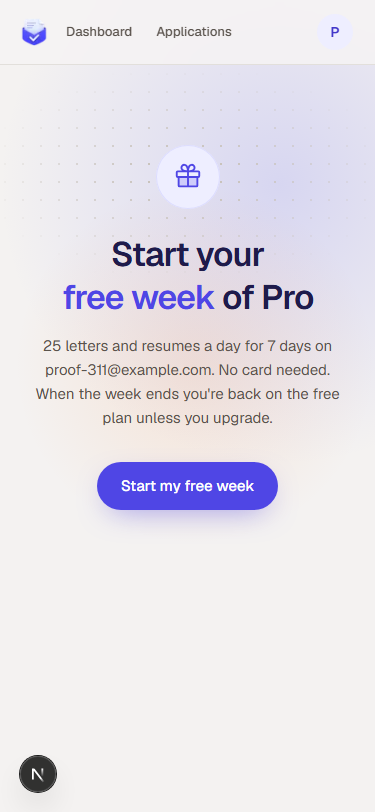 Dashboard
Applications
P
Start your
free week of Pro
25 letters and resumes a day for 7 days on
proof-311@example.com. No card needed.
When the week ends you're back on the free
plan unless you upgrade.
Start my free week
N